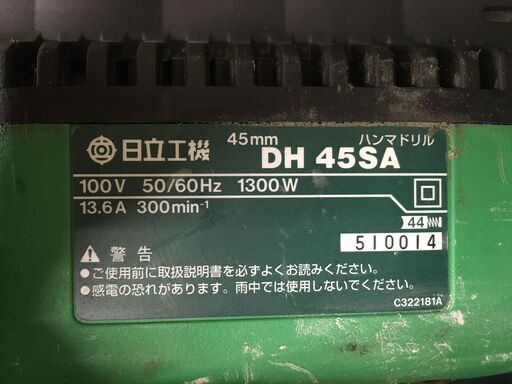 日立工機 45mm ハンマドリル
DH 45SA
100V 50/60Hz 1300W
13.6A 300min⁻¹
44
510014
警告
●ご使用前に取扱説明書を必ずよくお読みください。
●感電の恐れがあります。雨中では使用しないでください。
C322181A